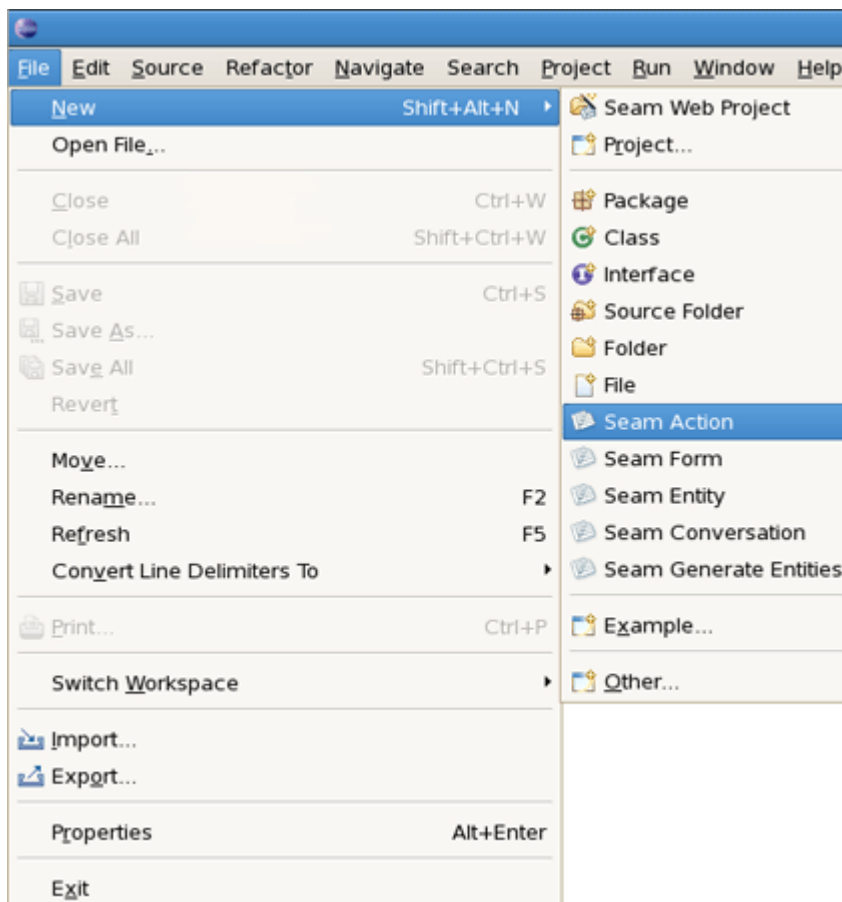 File Edit Source Refactor Navigate Search Project Run Window Help
New Shift+Alt+N
Open File...
Close Ctrl+W
Close All Shift+Ctrl+W
Save Ctrl+S
Save As...
Save All Shift+Ctrl+S
Revert
Move...
Rename... F2
Refresh F5
Convert Line Delimiters To
Print... Ctrl+P
Switch Workspace
Import...
Export...
Properties Alt+Enter
Exit
Seam Web Project
Project...
Package
Class
Interface
Source Folder
Folder
File
Seam Action
Seam Form
Seam Entity
Seam Conversation
Seam Generate Entities
Example...
Other...